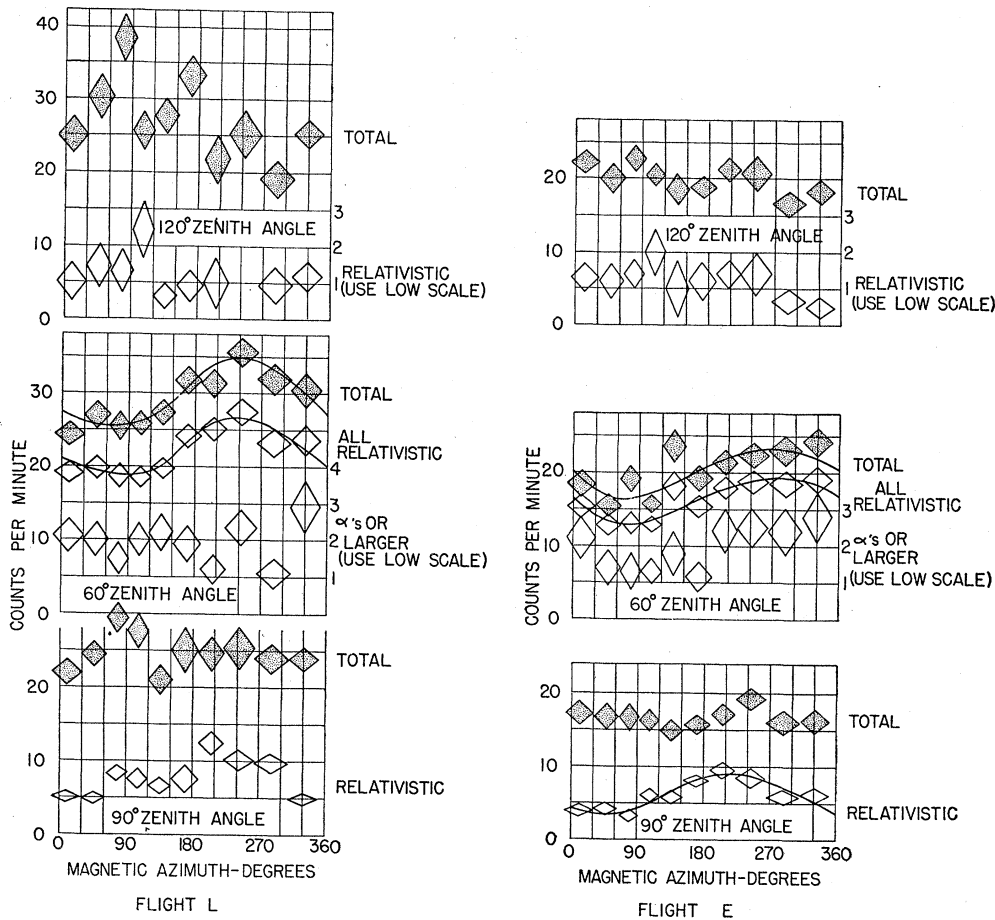 40
30
20
10
0
TOTAL
3
120° ZENITH ANGLE
2
1
RELATIVISTIC
(USE LOW SCALE)
30
20
10
0
TOTAL
ALL
RELATIVISTIC
4
3
α's OR
2
LARGER
(USE LOW SCALE)
1
60° ZENITH ANGLE
COUNTS PER MINUTE
20
10
0
TOTAL
RELATIVISTIC
90° ZENITH ANGLE
0 90 180 270 360
MAGNETIC AZIMUTH-DEGREES
FLIGHT L
20
10
0
TOTAL
3
120° ZENITH ANGLE
2
1
RELATIVISTIC
(USE LOW SCALE)
20
10
0
TOTAL
ALL
RELATIVISTIC
3
α's OR
2
LARGER
1
(USE LOW SCALE)
60° ZENITH ANGLE
COUNTS PER MINUTE
20
10
0
TOTAL
RELATIVISTIC
90° ZENITH ANGLE
0 90 180 270 360
MAGNETIC AZIMUTH-DEGREES
FLIGHT E